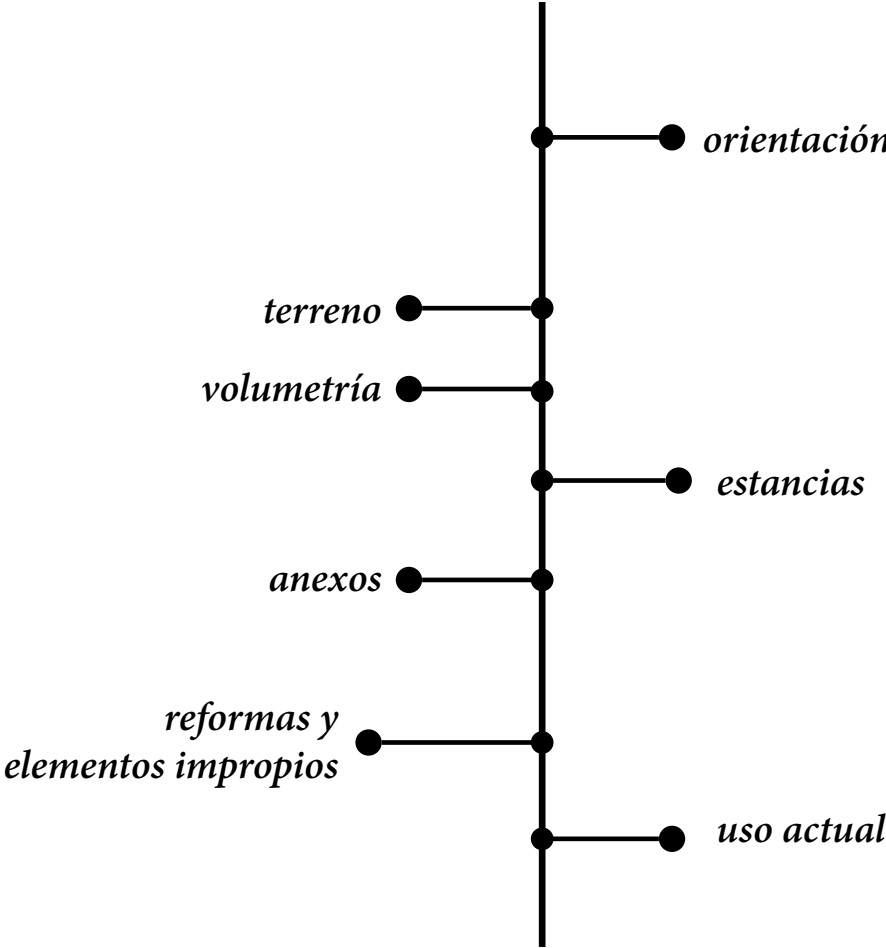 orientación
terreno
volumetría
estancias
anexos
reformas y
elementos impropios
uso actual